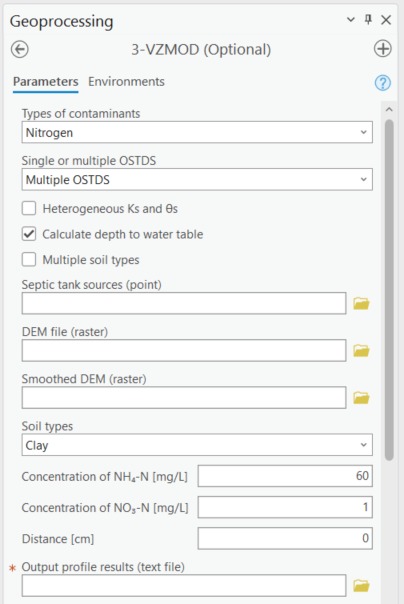 Geoprocessing
3-VZMOD (Optional)
Parameters Environments
Types of contaminants
Nitrogen
Single or multiple OSTDS
Multiple OSTDS
Heterogeneous Ks and θs
Calculate depth to water table
Multiple soil types
Septic tank sources (point)
DEM file (raster)
Smoothed DEM (raster)
Soil types
Clay
Concentration of NH₄-N [mg/L] 60
Concentration of NO₃-N [mg/L] 1
Distance [cm] 0
* Output profile results (text file)